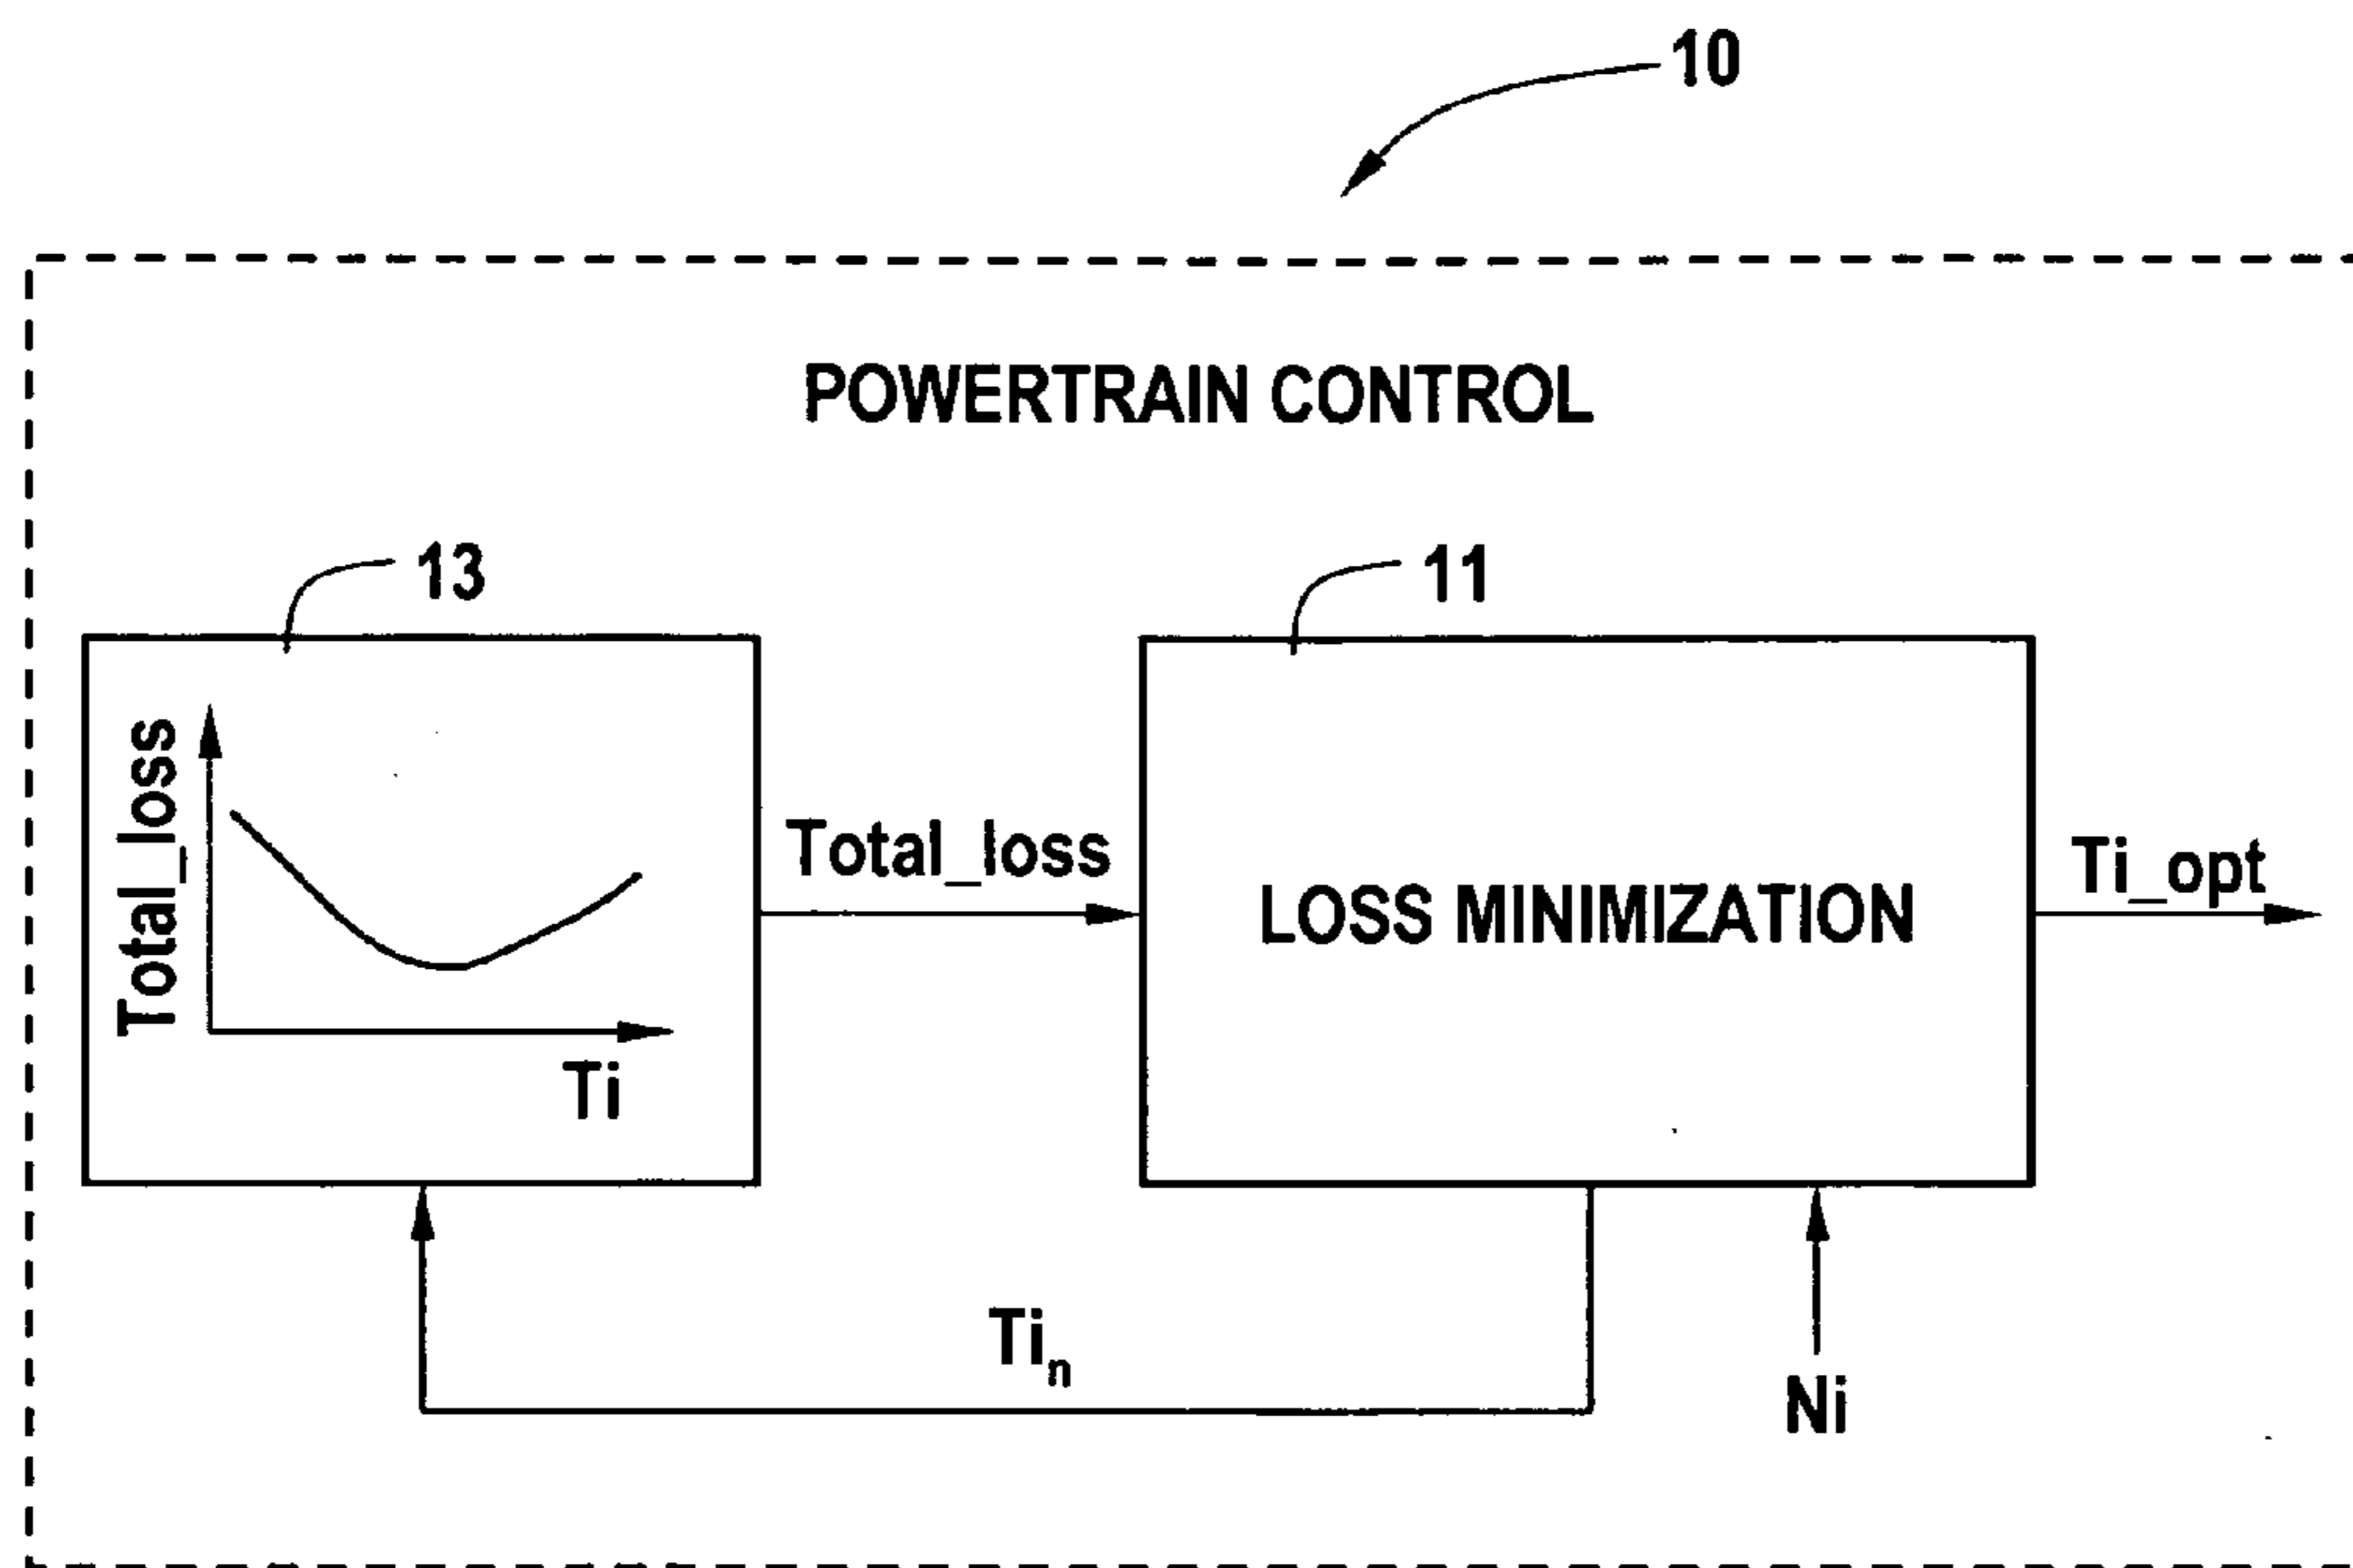 10
POWERTRAIN CONTROL
13
11
Total_loss
Ti
Total_loss
LOSS MINIMIZATION
Ti_opt
Tin
Ni